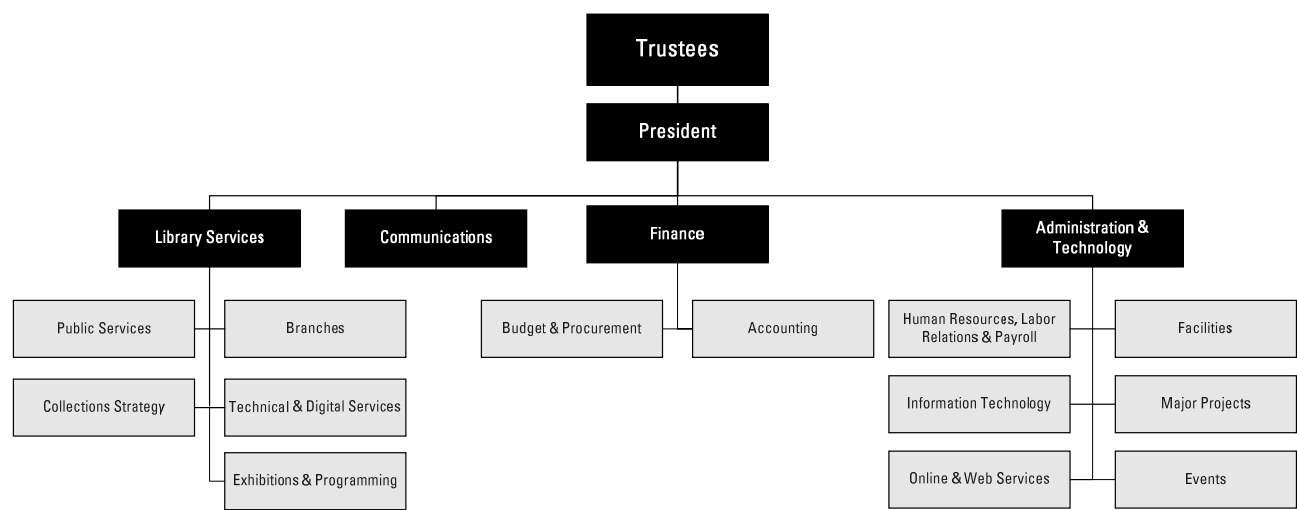 Trustees
President
Library Services
Communications
Finance
Administration &
Technology
Public Services
Branches
Budget & Procurement
Accounting
Human Resources, Labor
Relations & Payroll
Facilities
Collections Strategy
Technical & Digital Services
Information Technology
Major Projects
Exhibitions & Programming
Online & Web Services
Events